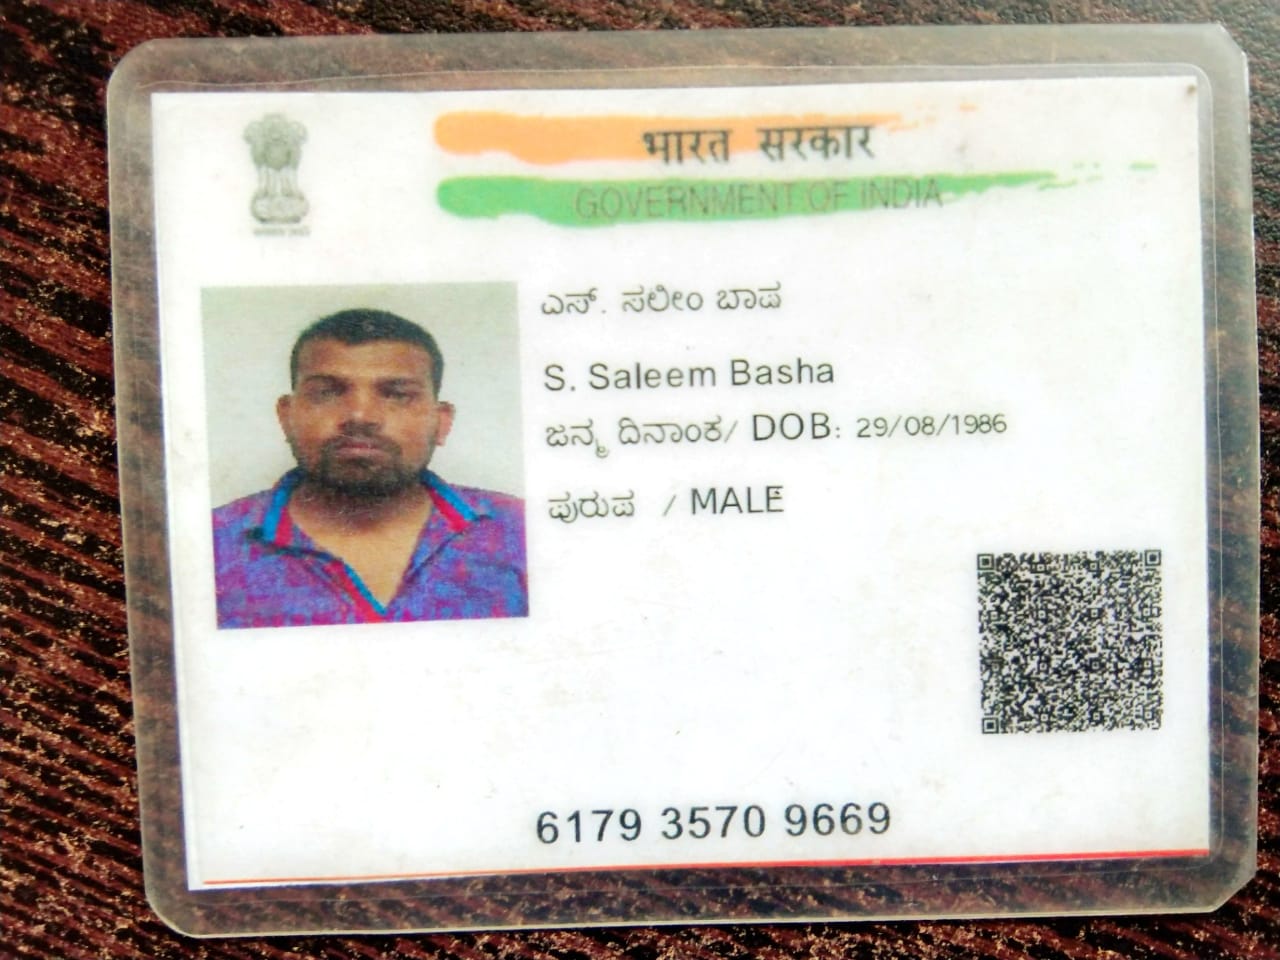 भारत सरकार
GOVERNMENT OF INDIA
ಎಸ್. ಸಲೀಂ ಬಾಷ
S. Saleem Basha
ಜನ್ಮ ದಿನಾಂಕ/ DOB: 29/08/1986
ಪುರುಷ / MALE
6179 3570 9669